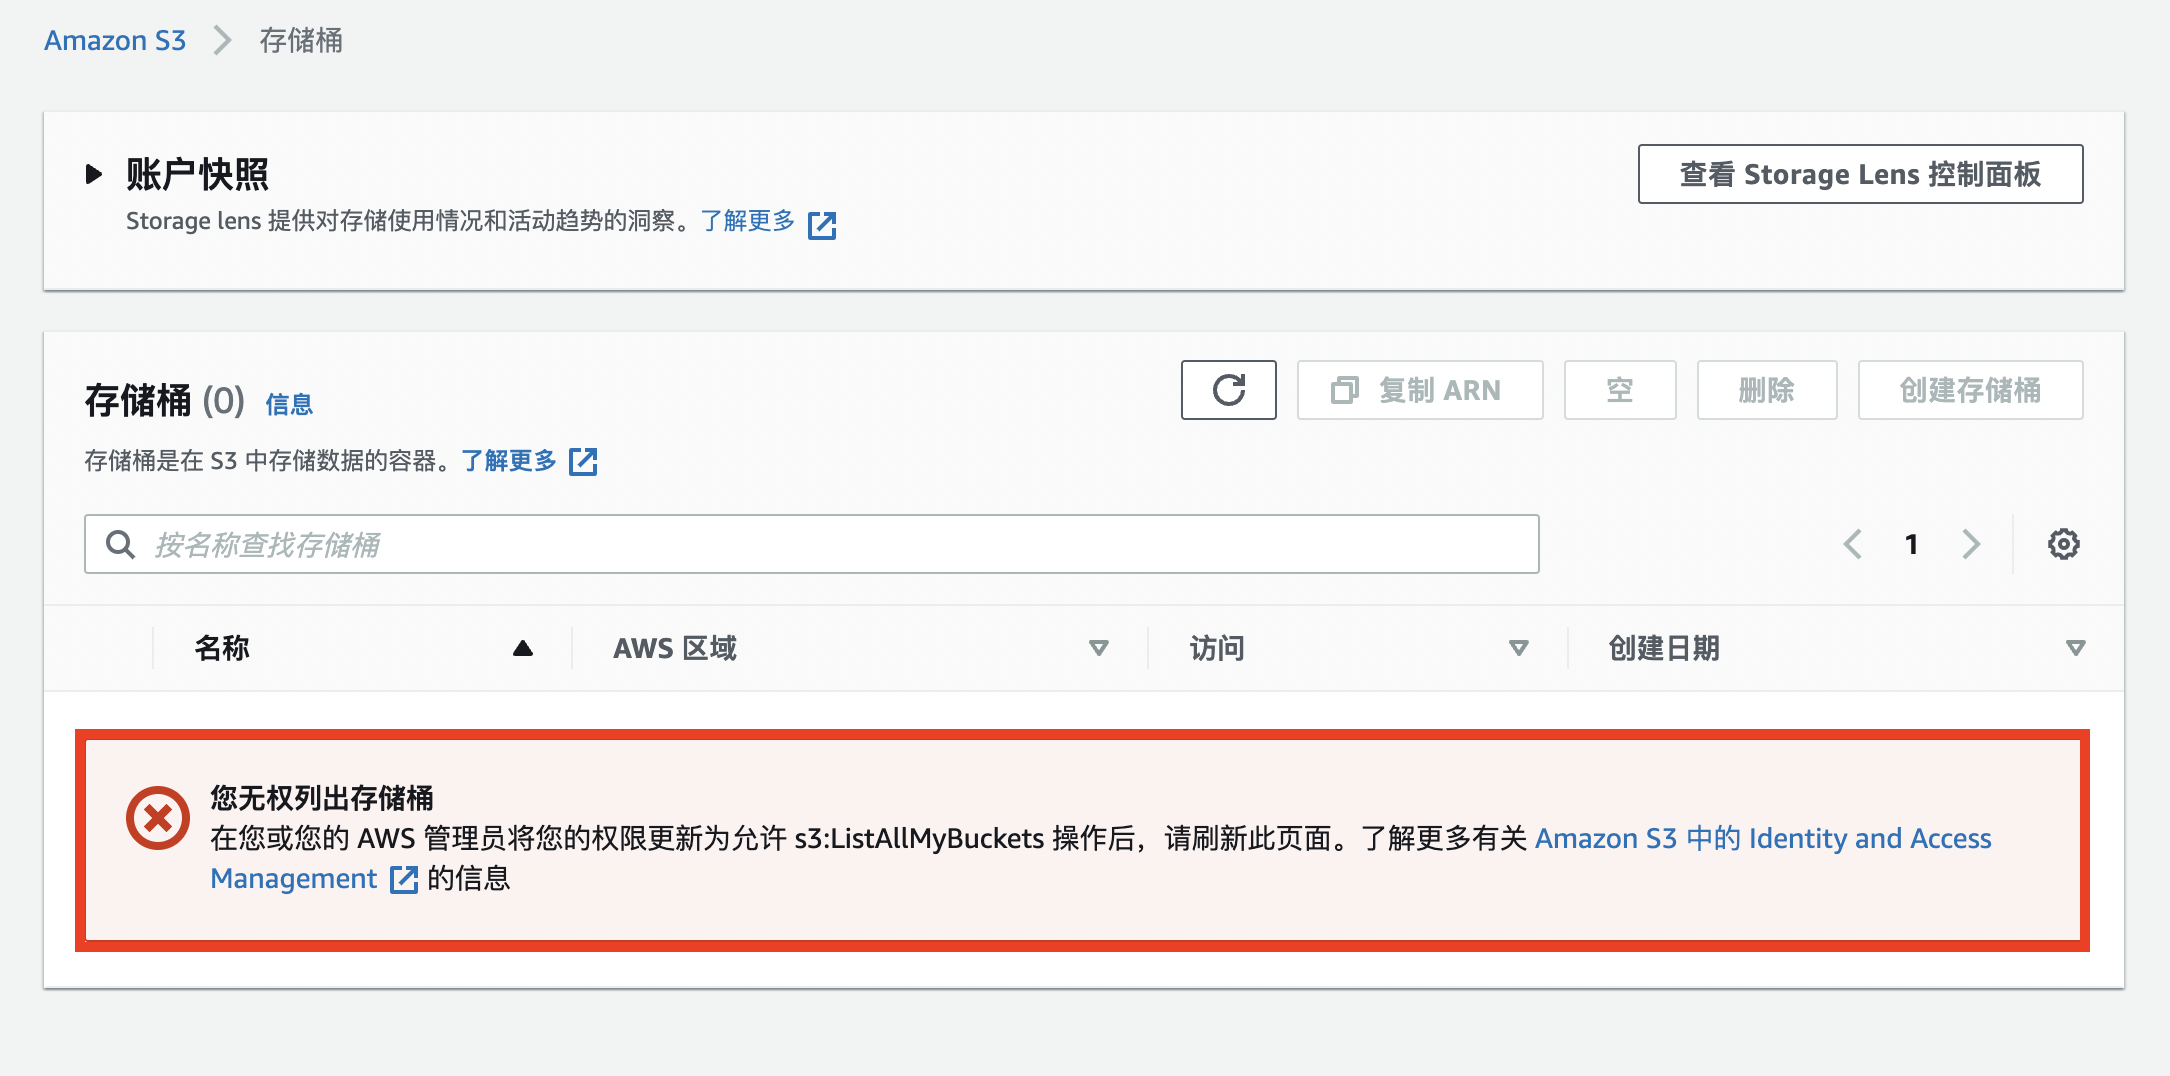 Amazon S3 存储桶
账户快照
查看 Storage Lens 控制面板
Storage lens 提供对存储使用情况和活动趋势的洞察。了解更多
存储桶 (0) 信息
复制 ARN
空
删除
创建存储桶
存储桶是在 S3 中存储数据的容器。了解更多
按名称查找存储桶
1
名称 AWS 区域 访问 创建日期
您无权列出存储桶
在您或您的 AWS 管理员将您的权限更新为允许 s3:ListAllMyBuckets 操作后，请刷新此页面。了解更多有关 Amazon S3 中的 Identity and Access
Management 的信息